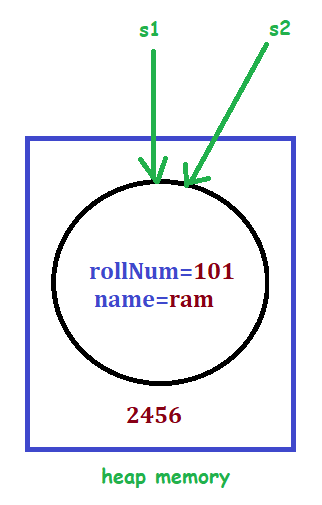 s1
s2
rollNum=101
name=ram
2456
heap memory